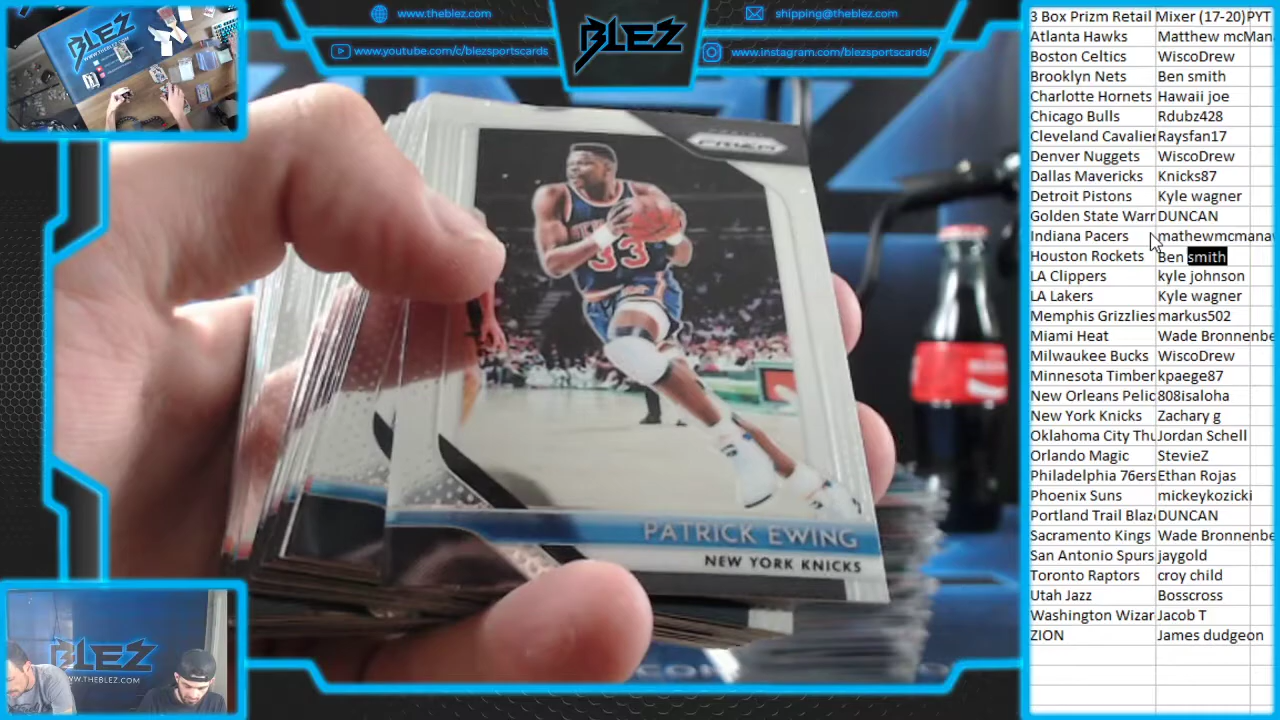 www.theblez.com
www.youtube.com/c/blezsportscards
BLEZ
shipping@theblez.com
www.instagram.com/blezsportscards/
BLEZ
PRIZM
33
PATRICK EWING
NEW YORK KNICKS
BLEZ
WWW.THEBLEZ.COM
3 Box Prizm Retail Mixer (17-20)PYT
Atlanta Hawks Matthew mcMan
Boston Celtics WiscoDrew
Brooklyn Nets Ben smith
Charlotte Hornets Hawaii joe
Chicago Bulls Rdubz428
Cleveland Cavalier Raysfan17
Denver Nuggets WiscoDrew
Dallas Mavericks Knicks87
Detroit Pistons Kyle wagner
Golden State Warr DUNCAN
Indiana Pacers mathewmcmana
Houston Rockets Ben smith
LA Clippers kyle johnson
LA Lakers Kyle wagner
Memphis Grizzlies markus502
Miami Heat Wade Bronnenbe
Milwaukee Bucks WiscoDrew
Minnesota Timber kpaege87
New Orleans Pelic 808isaloha
New York Knicks Zachary g
Oklahoma City Thu Jordan Schell
Orlando Magic StevieZ
Philadelphia 76ers Ethan Rojas
Phoenix Suns mickeykozicki
Portland Trail Blaz DUNCAN
Sacramento Kings Wade Bronnenbe
San Antonio Spurs jaygold
Toronto Raptors croy child
Utah Jazz Bosscross
Washington Wizar Jacob T
ZION James dudgeon